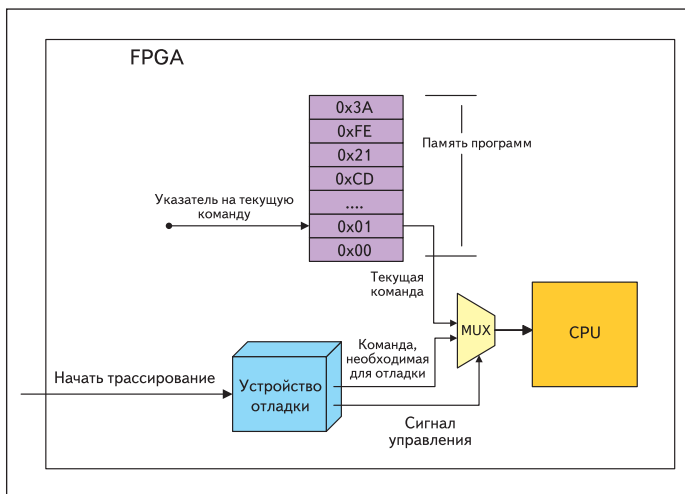 FPGA
0x3A
0xFE
0x21
0xCD
....
0x01
0x00
Память программ
Указатель на текущую
команду
Текущая
команда
MUX
CPU
Команда,
необходимая
для отладки
Начать трассирование
Устройство
отладки
Сигнал
управления